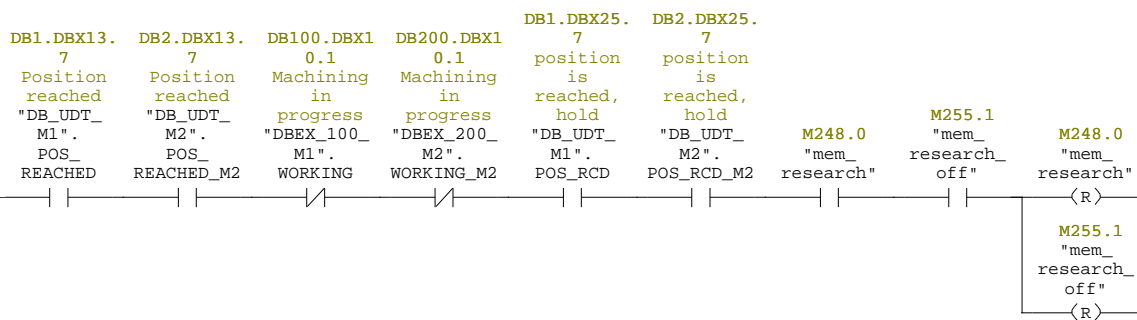 DB1.DBX13.
7
Position
reached
"DB_UDT_
M1".
POS_
REACHED
DB2.DBX13.
7
Position
reached
"DB_UDT_
M2".
POS_
REACHED_M2
DB100.DBX1
0.1
Machining
in
progress
"DBEX_100_
M1".
WORKING
DB200.DBX1
0.1
Machining
in
progress
"DBEX_200_
M2".
WORKING_M2
DB1.DBX25.
7
position
is
reached,
hold
"DB_UDT_
M1".
POS_RCD
DB2.DBX25.
7
position
is
reached,
hold
"DB_UDT_
M2".
POS_RCD_M2
M248.0
"mem_
research"
M255.1
"mem_
research_
off"
M248.0
"mem_
research"
R
M255.1
"mem_
research_
off"
R